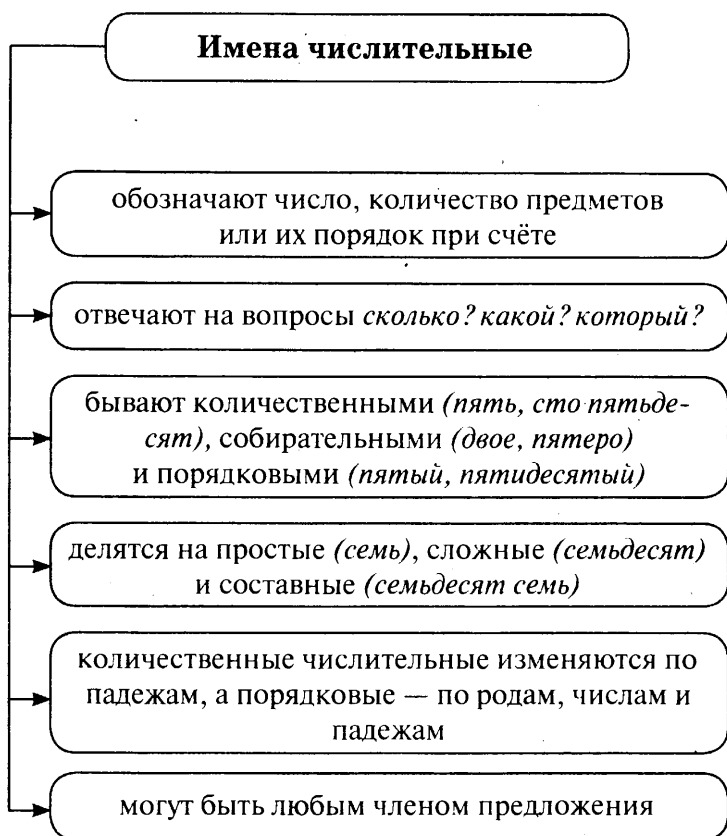 Имена числительные
обозначают число, количество предметов
или их порядок при счёте
отвечают на вопросы сколько? какой? который?
бывают количественными (пять, сто пятьде-
сят), собирательными (двое, пятеро)
и порядковыми (пятый, пятидесятый)
делятся на простые (семь), сложные (семьдесят)
и составные (семьдесят семь)
количественные числительные изменяются по
падежам, а порядковые — по родам, числам и
падежам
могут быть любым членом предложения